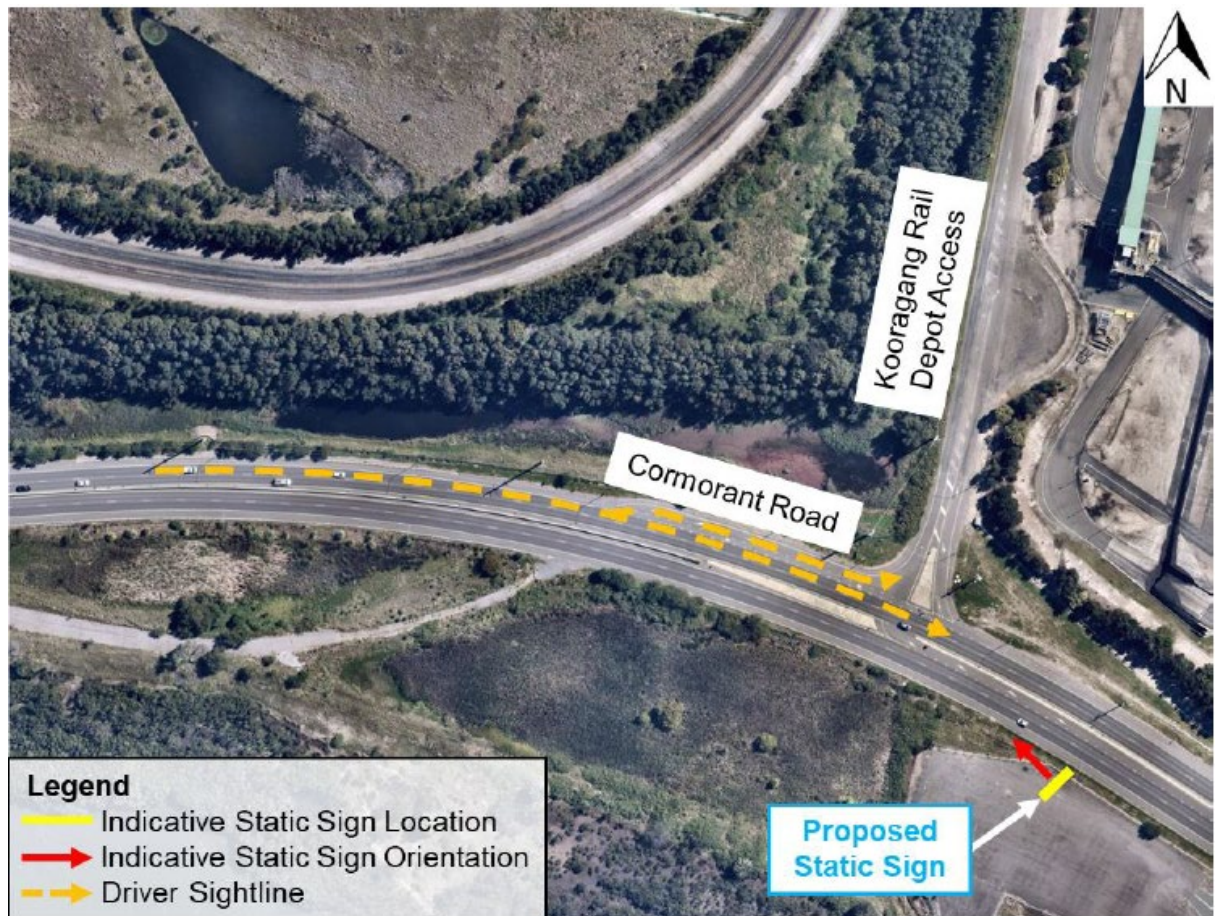 N
Kooragang Rail
Depot Access
Cormorant Road
Legend
Indicative Static Sign Location
Indicative Static Sign Orientation
Driver Sightline
Proposed
Static Sign